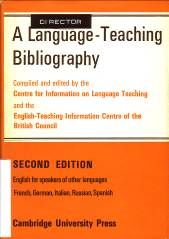 DIRECTOR
A Language-Teaching
Bibliography
Compiled and edited by the
Centre for Information on Language Teaching
and the
English-Teaching Information Centre of the
British Council
SECOND EDITION
English for speakers of other languages
French, German, Italian, Russian, Spanish
Cambridge University Press